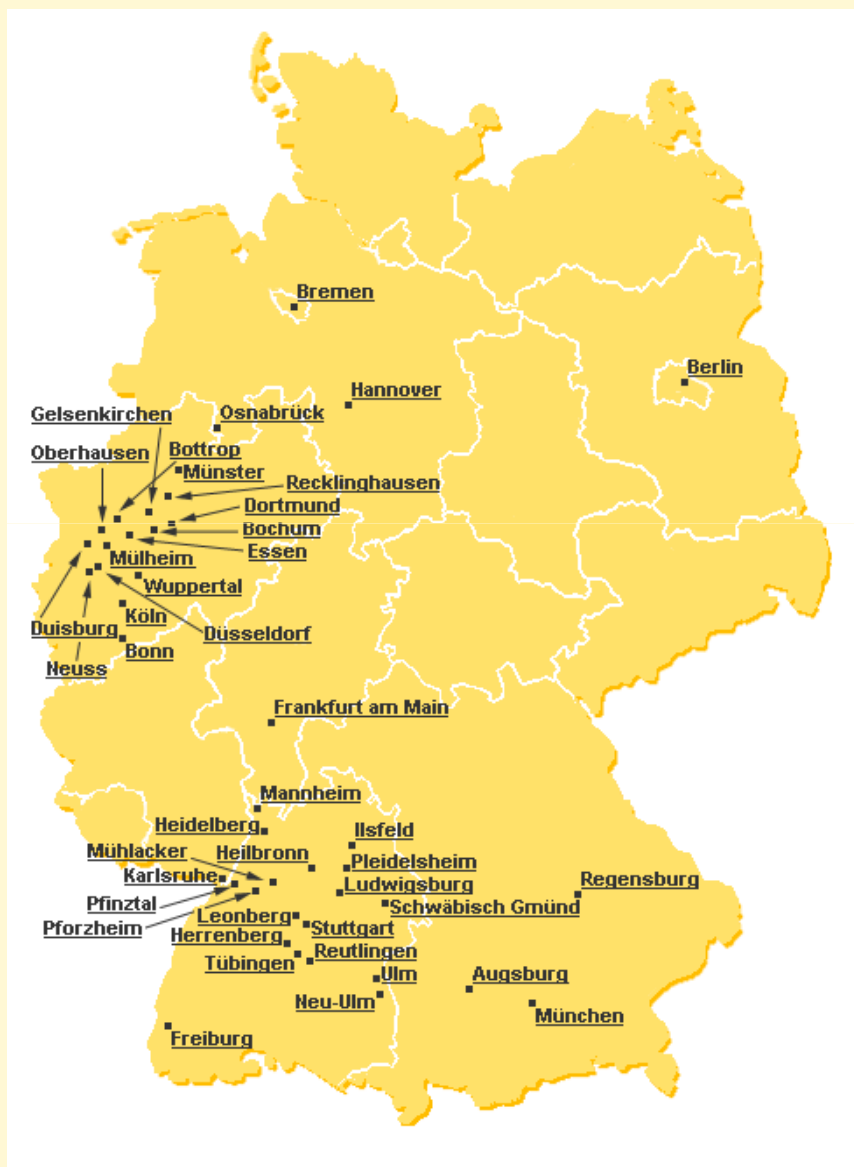 Bremen
Berlin
Hannover
Gelsenkirchen
Osnabrück
Oberhausen
Bottrop
Münster
Recklinghausen
Dortmund
Bochum
Essen
Mülheim
Wuppertal
Köln
Duisburg
Düsseldorf
Bonn
Neuss
Frankfurt am Main
Mannheim
Heidelberg
Ilsfeld
Mühlacker
Heilbronn
Pleidelsheim
Karlsruhe
Regensburg
Ludwigsburg
Pfinztal
Schwäbisch Gmünd
Leonberg
Pforzheim
Stuttgart
Herrenberg
Reutlingen
Tübingen
Ulm
Augsburg
Neu-Ulm
München
Freiburg